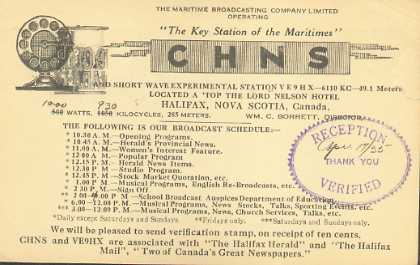 THE MARITIME BROADCASTING COMPANY LIMITED
OPERATING
"The Key Station of the Maritimes"
CHNS
AND SHORT WAVE EXPERIMENTAL STATION VE9HX—6110 KC—49.1 Meters
LOCATED A 'TOP THE LORD NELSON HOTEL
HALIFAX, NOVA SCOTIA, Canada.
1000 930
WATTS, KILOCYCLES, 265 METERS. WM. C. BORRETT, DIRECTOR
THE FOLLOWING IS OUR BROADCAST SCHEDULE:—
* 10.30 A.M.—Opening Programs.
* 10.45 A.M.—Herald's Provincial News.
* 11.00 A.M.—Women's Interest Feature.
* 12.00 A.M.—Popular Program
* 12.15 P.M.—Herald News Items.
* 12.30 P.M.—Studio Program.
* 12.45 P.M.—Stock Market Quotation, etc.
* 1.00 P.M.—Musical Programs, English Re-Broadcasts, etc.
* 2.30 P.M.—Sign Off.
P.M.—School Broadcast Auspices Department of Education.
P.M.—Musical Programs, News Stocks, Talks, Sporting Events, etc.
P.M.—Musical Programs, News, Church Services, Talks, etc.
*Daily except Saturdays and Sundays. **Fridays only. ***Saturdays and Sundays only.
We will be pleased to send verification stamp, on receipt of ten cents.
CHNS and VE9HX are associated with "The Halifax Herald" and "The Halifax
Mail", "Two of Canada's Great Newspapers."
RECEPTION
THANK YOU
VERIFIED